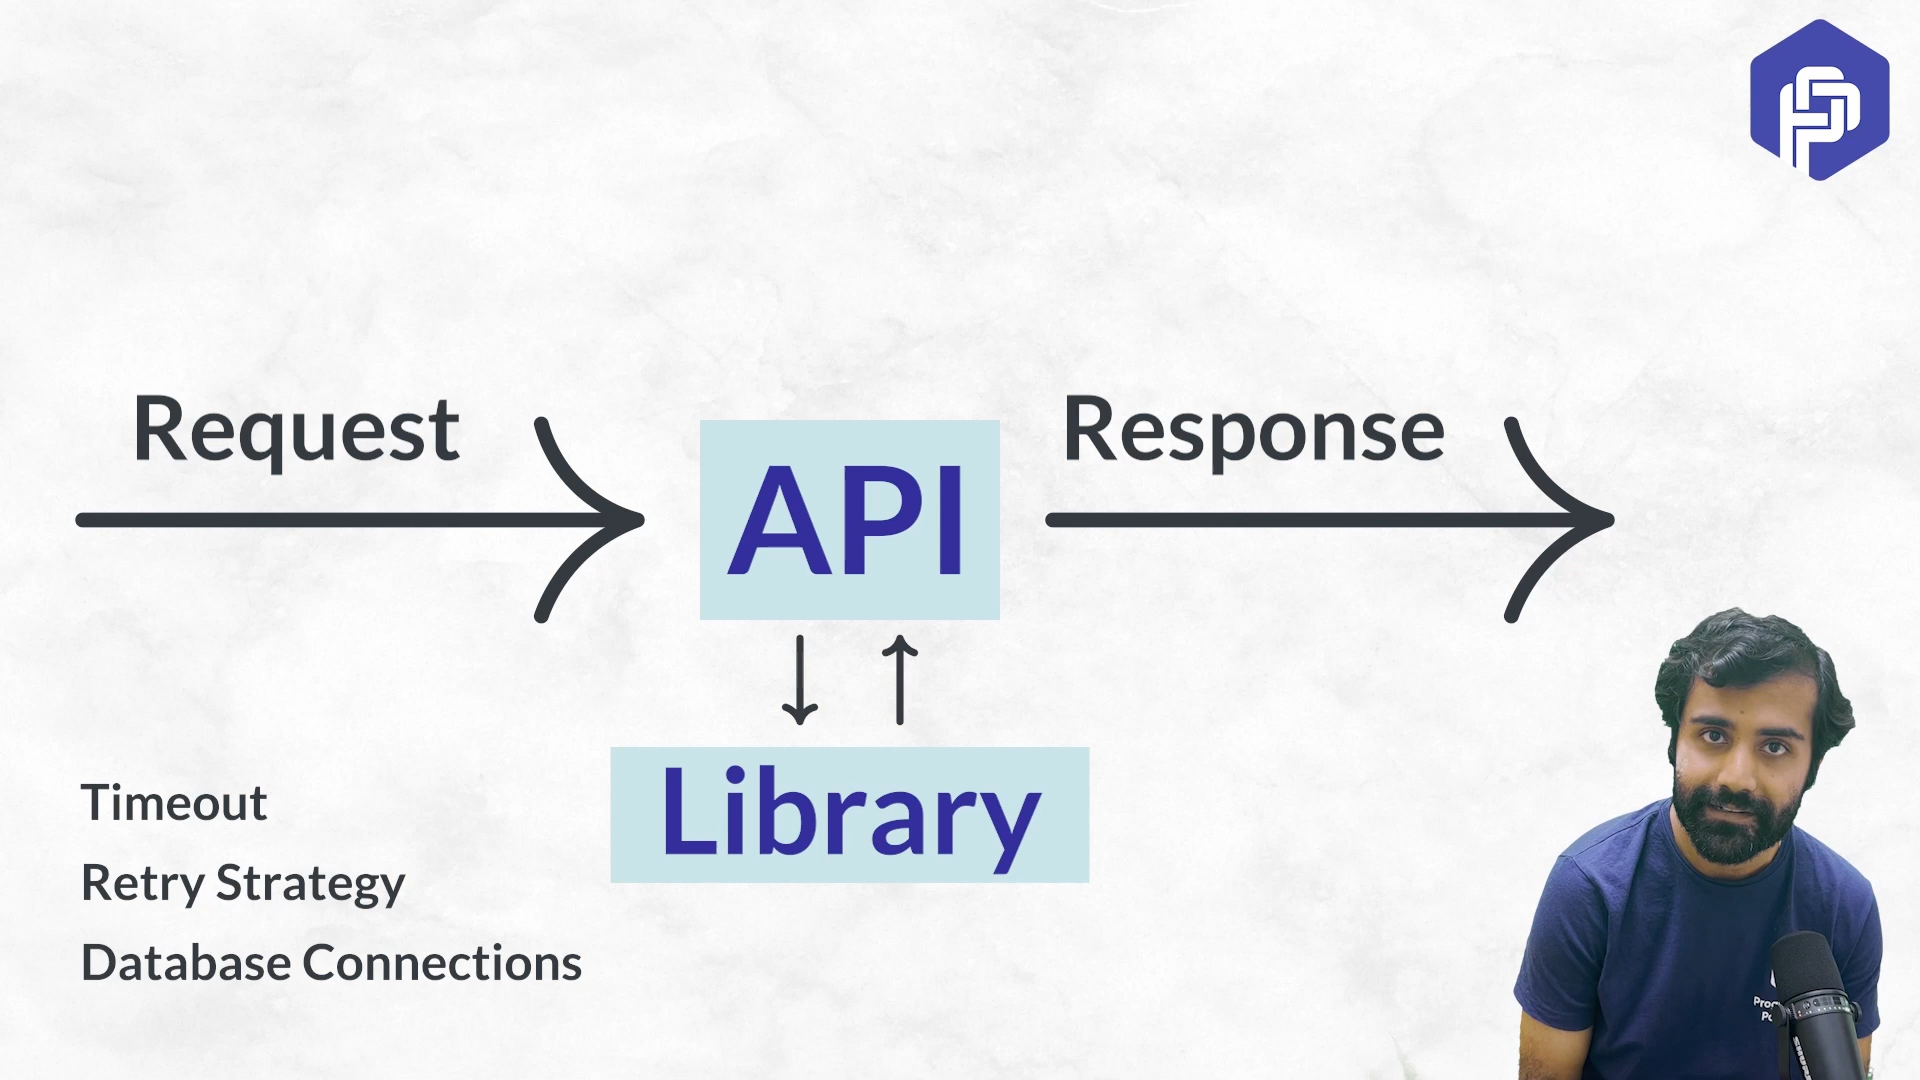 Request
Response
API
Library
Timeout
Retry Strategy
Database Connections